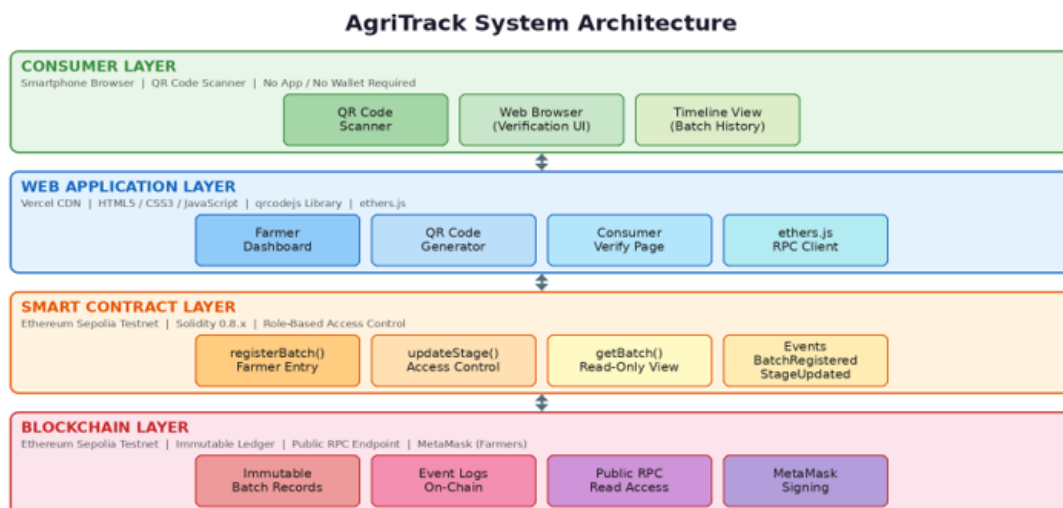 AgriTrack System Architecture
CONSUMER LAYER
Smartphone Browser | QR Code Scanner | No App / No Wallet Required
QR Code
Scanner
Web Browser
(Verification UI)
Timeline View
(Batch History)
WEB APPLICATION LAYER
Vercel CDN | HTML5 / CSS3 / JavaScript | qrcodejs Library | ethers.js
Farmer
Dashboard
QR Code
Generator
Consumer
Verify Page
ethers.js
RPC Client
SMART CONTRACT LAYER
Ethereum Sepolia Testnet | Solidity 0.8.x | Role-Based Access Control
registerBatch()
Farmer Entry
updateStage()
Access Control
getBatch()
Read-Only View
Events
BatchRegistered
StageUpdated
BLOCKCHAIN LAYER
Ethereum Sepolia Testnet | Immutable Ledger | Public RPC Endpoint | MetaMask (Farmers)
Immutable
Batch Records
Event Logs
On-Chain
Public RPC
Read Access
MetaMask
Signing